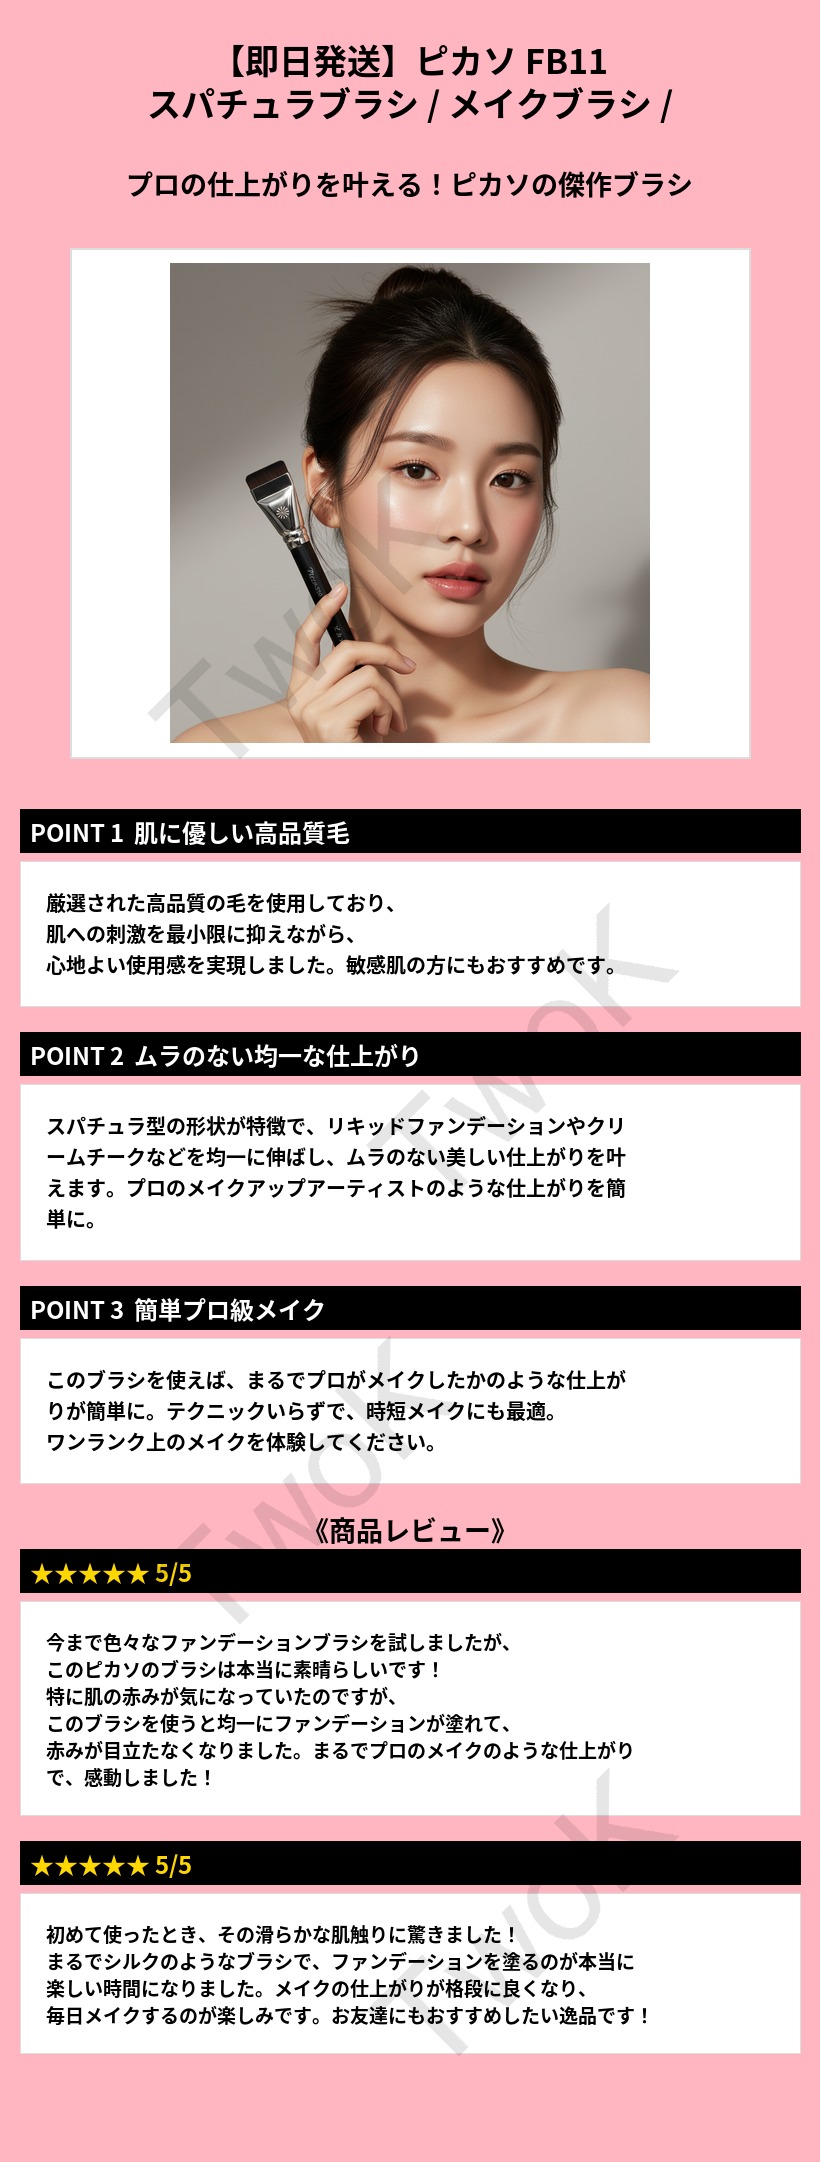 【即日発送】ピカソ FB11
スパチュラブラシ / メイクブラシ /
プロの仕上がりを叶える！ピカソの傑作ブラシ
TwoK
POINT 1 肌に優しい高品質毛
厳選された高品質の毛を使用しており、
肌への刺激を最小限に抑えながら、
心地よい使用感を実現しました。敏感肌の方にもおすすめです。
TwoK
POINT 2 ムラのない均一な仕上がり
スパチュラ型の形状が特徴で、リキッドファンデーションやクリ
ームチークなどを均一に伸ばし、ムラのない美しい仕上がりを叶
えます。プロのメイクアップアーティストのような仕上がりを簡
単に。
POINT 3 簡単プロ級メイク
このブラシを使えば、まるでプロがメイクしたかのような仕上が
りが簡単に。テクニックいらずで、時短メイクにも最適。
ワンランク上のメイクを体験してください。
TwoK
《商品レビュー》
★★★★★ 5/5
今まで色々なファンデーションブラシを試しましたが、
このピカソのブラシは本当に素晴らしいです！
特に肌の赤みが気になっていたのですが、
このブラシを使うと均一にファンデーションが塗れて、
赤みが目立たなくなりました。まるでプロのメイクのような仕上がり
で、感動しました！
TwoK
★★★★★ 5/5
初めて使ったとき、その滑らかな肌触りに驚きました！
まるでシルクのようなブラシで、ファンデーションを塗るのが本当に
楽しい時間になりました。メイクの仕上がりが格段に良くなり、
毎日メイクするのが楽しみです。お友達にもおすすめしたい逸品です！